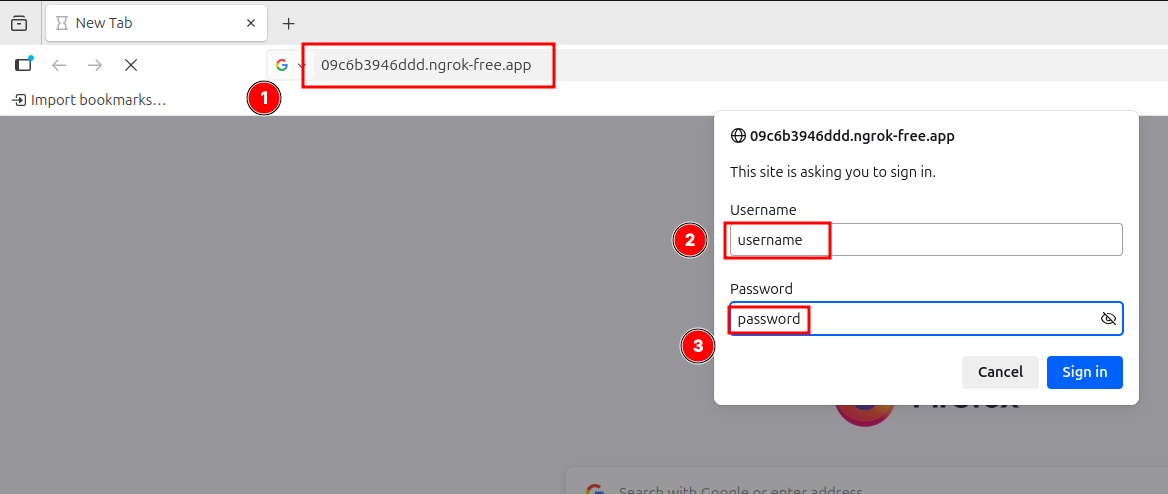 New Tab
09c6b3946ddd.ngrok-free.app
1
Import bookmarks…
09c6b3946ddd.ngrok-free.app
This site is asking you to sign in.
Username
2
username
Password
password
3
Cancel
Sign in
Firefox
Search with Google or enter address